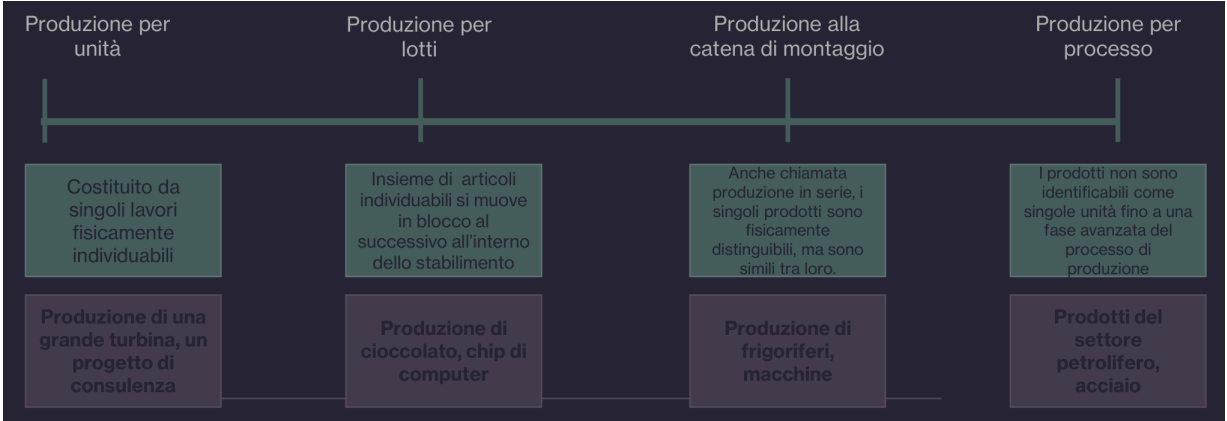 Produzione per
unità
Produzione per
lotti
Produzione alla
catena di montaggio
Produzione per
processo
Costituito da
singoli lavori
fisicamente
individuabili
Insieme di articoli
individuabili si muove
in blocco al
successivo all'interno
dello stabilimento
Anche chiamata
produzione in serie, i
singoli prodotti sono
fisicamente
distinguibili, ma sono
simili tra loro.
I prodotti non sono
identificabili come
singole unità fino a una
fase avanzata del
processo di
produzione
Produzione di una
grande turbina, un
progetto di
consulenza
Produzione di
cioccolato, chip di
computer
Produzione di
frigoriferi,
macchine
Prodotti del
settore
petrolifero,
acciaio